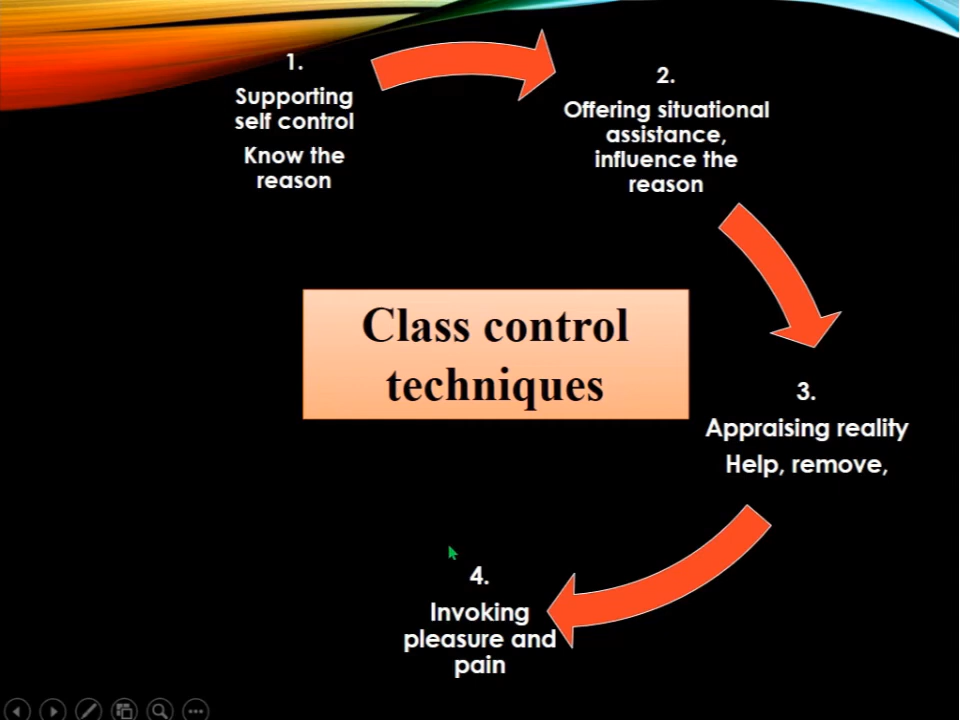 1.
Supporting
self control
Know the
reason
2.
Offering situational
assistance,
influence the
reason
Class control
techniques
3.
Appraising reality
Help, remove,
4.
Invoking
pleasure and
pain